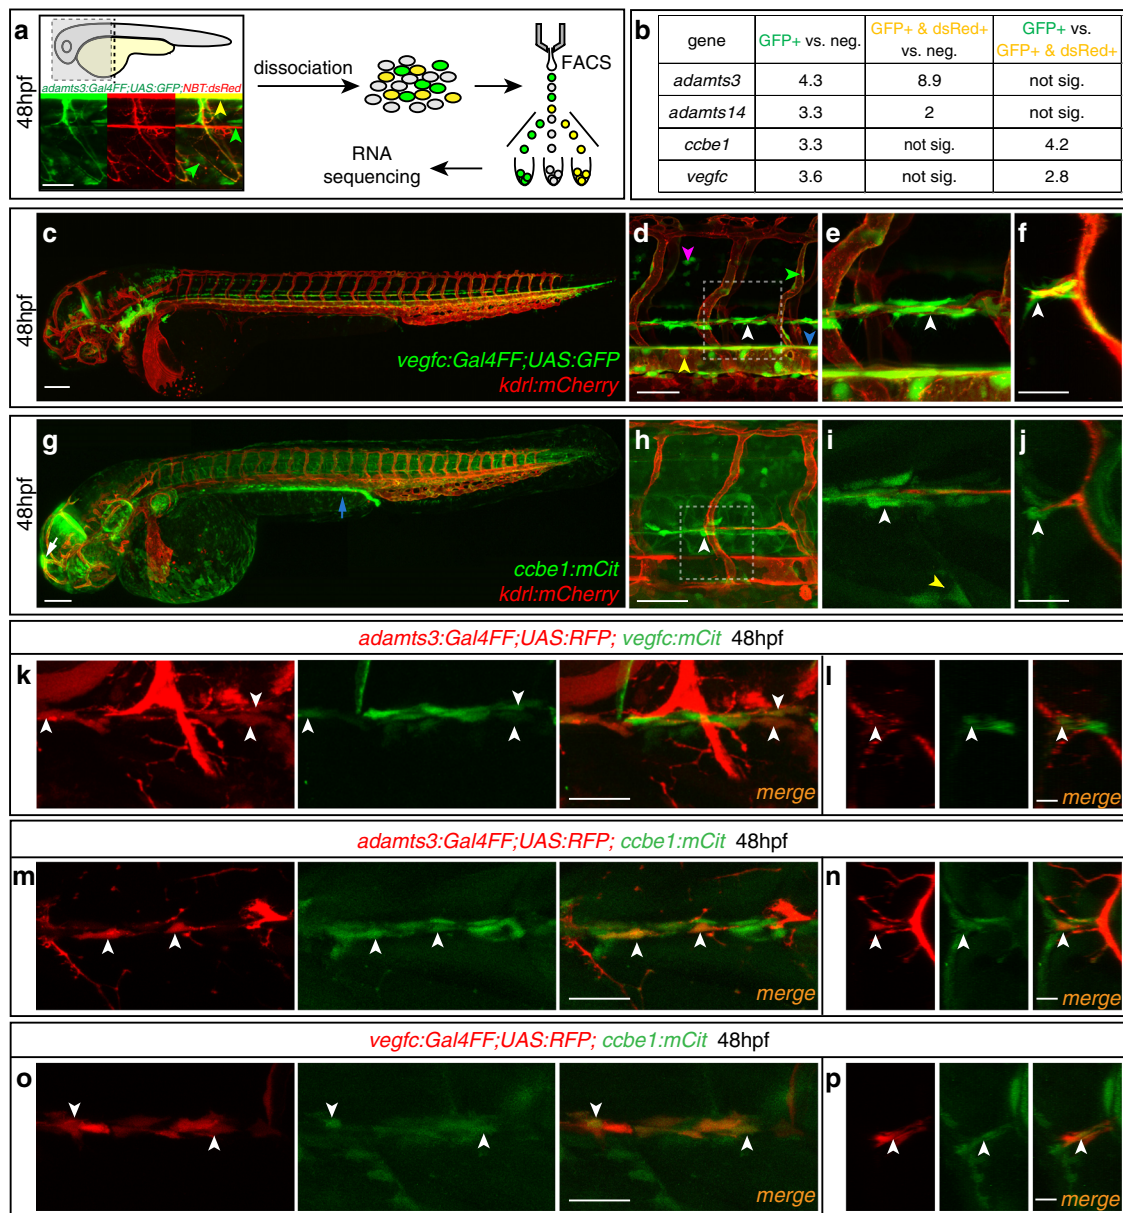 a
48hpf
adamts3:Gal4FF;UAS:GFP;NBT:dsRed
dissociation
FACS
RNA
sequencing
b
gene
GFP+ vs. neg.
GFP+ & dsRed+
vs. neg.
GFP+ vs.
GFP+ & dsRed+
adamts3
4.3
8.9
not sig.
adamts14
3.3
2
not sig.
ccbe1
3.3
not sig.
4.2
vegfc
3.6
not sig.
2.8
48hpf
c
vegfc:Gal4FF;UAS:GFP
kdrl:mCherry
d
e
f
48hpf
g
ccbe1:mCit
kdrl:mCherry
h
i
j
adamts3:Gal4FF;UAS:RFP; vegfc:mCit 48hpf
k
merge
l
merge
adamts3:Gal4FF;UAS:RFP; ccbe1:mCit 48hpf
m
merge
n
merge
vegfc:Gal4FF;UAS:RFP; ccbe1:mCit 48hpf
o
merge
p
merge